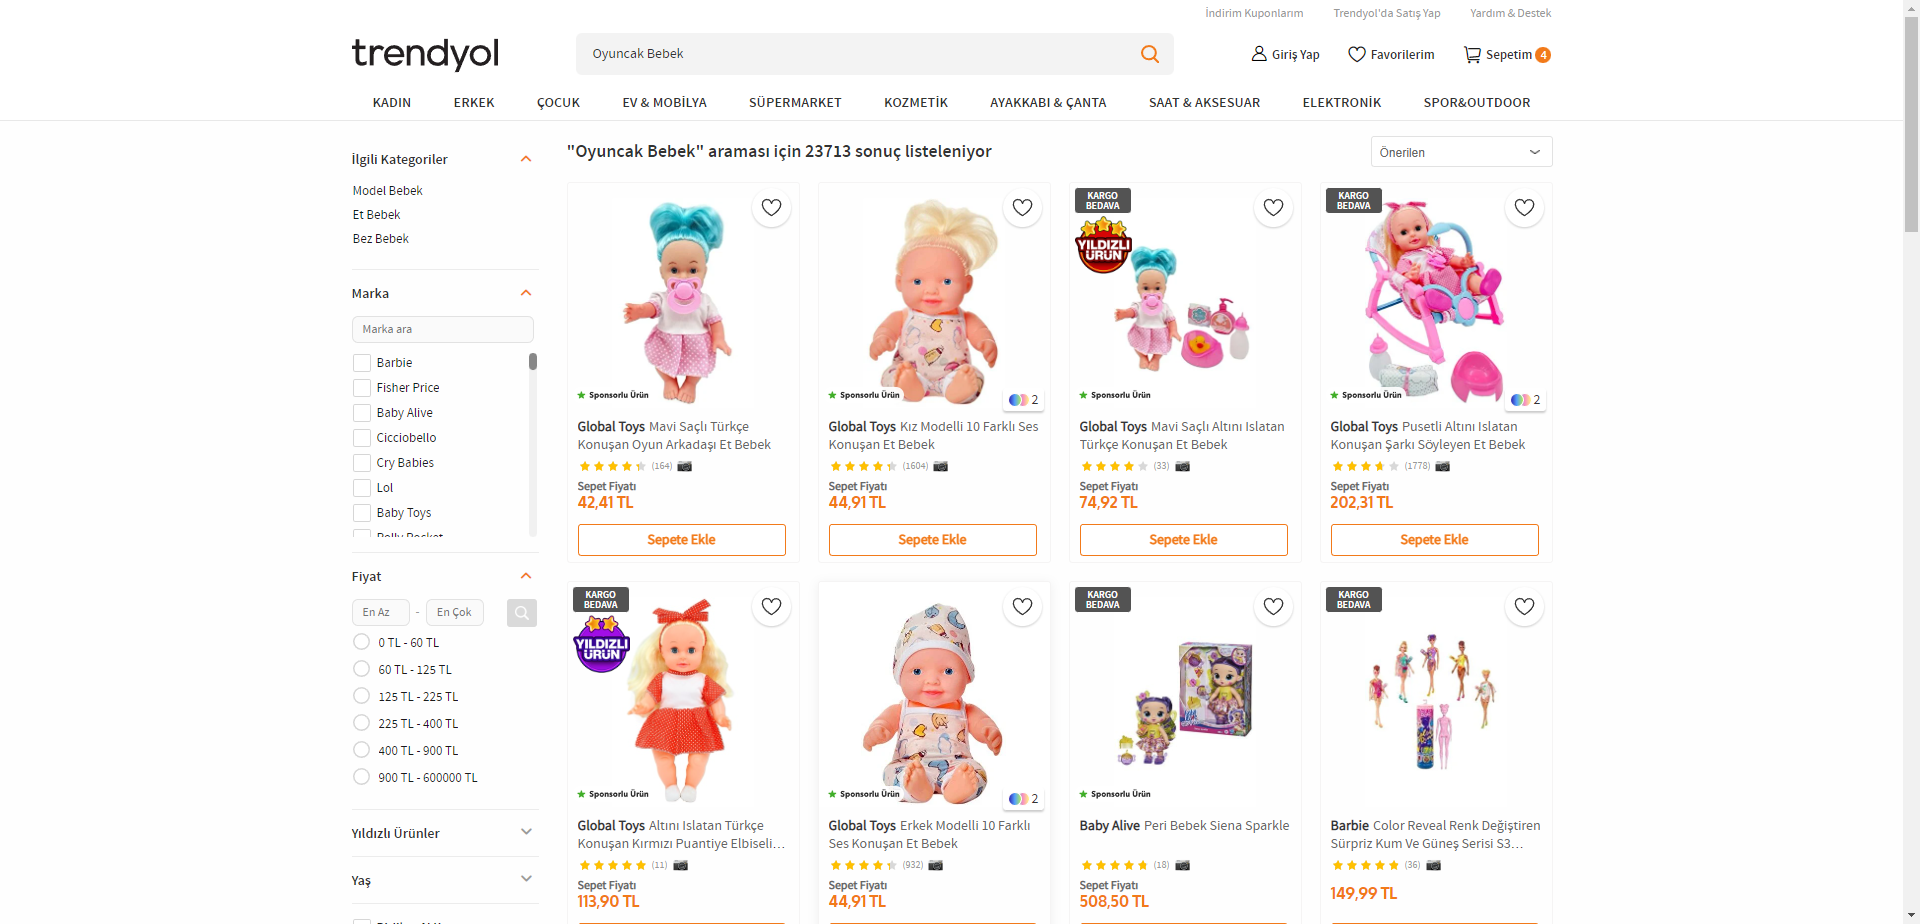 İndirim Kuponlarım
Trendyol'da Satış Yap
Yardım & Destek
trendyol
Oyuncak Bebek
Giriş Yap
Favorilerim
Sepetim 4
KADIN
ERKEK
ÇOCUK
EV & MOBİLYA
SÜPERMARKET
KOZMETİK
AYAKKABI & ÇANTA
SAAT & AKSESUAR
ELEKTRONİK
SPOR&OUTDOOR
İlgili Kategoriler
Model Bebek
Et Bebek
Bez Bebek
Marka
Marka ara
Barbie
Fisher Price
Baby Alive
Cicciobello
Cry Babies
Lol
Baby Toys
Polly Pocket
Fiyat
En Az - En Çok
0 TL - 60 TL
60 TL - 125 TL
125 TL - 225 TL
225 TL - 400 TL
400 TL - 900 TL
900 TL - 600000 TL
Yıldızlı Ürünler
Yaş
"Oyuncak Bebek" araması için 23713 sonuç listeleniyor
Önerilen
Sponsorlu Ürün
Global Toys Mavi Saçlı Türkçe
Konuşan Oyun Arkadaşı Et Bebek
(164)
Sepet Fiyatı
42,41 TL
Sepete Ekle
Sponsorlu Ürün
2
Global Toys Kız Modelli 10 Farklı Ses
Konuşan Et Bebek
(1604)
Sepet Fiyatı
44,91 TL
Sepete Ekle
KARGO
BEDAVA
YILDIZLI
ÜRÜN
Sponsorlu Ürün
Global Toys Mavi Saçlı Altını Islatan
Türkçe Konuşan Et Bebek
(33)
Sepet Fiyatı
74,92 TL
Sepete Ekle
KARGO
BEDAVA
Sponsorlu Ürün
2
Global Toys Pusetli Altını Islatan
Konuşan Şarkı Söyleyen Et Bebek
(1778)
Sepet Fiyatı
202,31 TL
Sepete Ekle
KARGO
BEDAVA
YILDIZLI
ÜRÜN
Sponsorlu Ürün
Global Toys Altını Islatan Türkçe
Konuşan Kırmızı Puantiye Elbiseli...
(11)
Sepet Fiyatı
113,90 TL
Sponsorlu Ürün
2
Global Toys Erkek Modelli 10 Farklı
Ses Konuşan Et Bebek
(932)
Sepet Fiyatı
44,91 TL
KARGO
BEDAVA
Sponsorlu Ürün
Baby Alive Peri Bebek Siena Sparkle
(18)
Sepet Fiyatı
508,50 TL
KARGO
BEDAVA
Barbie Color Reveal Renk Değiştiren
Sürpriz Kum Ve Güneş Serisi S3...
(36)
149,99 TL